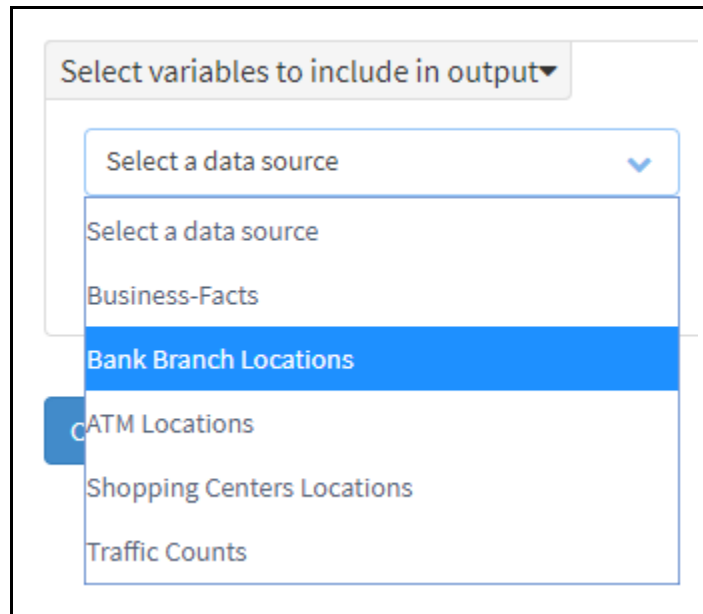 Select variables to include in output
Select a data source
Select a data source
Business-Facts
Bank Branch Locations
ATM Locations
Shopping Centers Locations
Traffic Counts